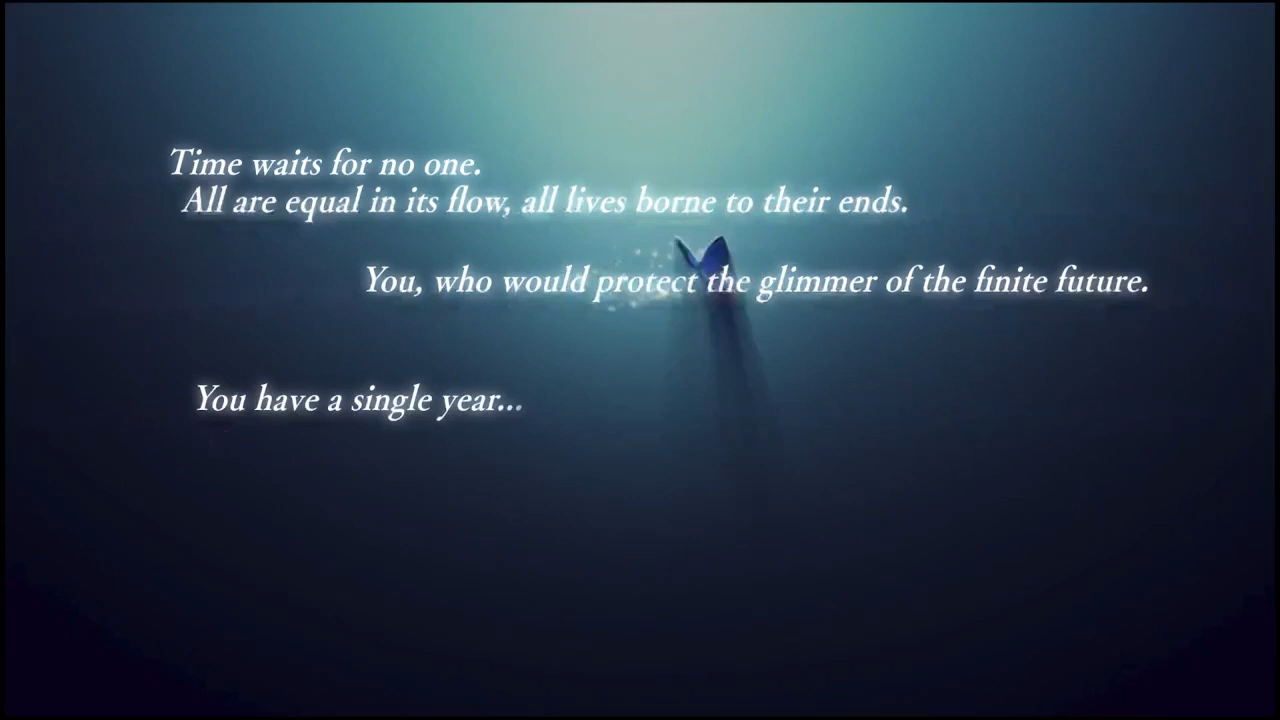 Time waits for no one.
All are equal in its flow, all lives borne to their ends.
You, who would protect the glimmer of the finite future.
You have a single year...